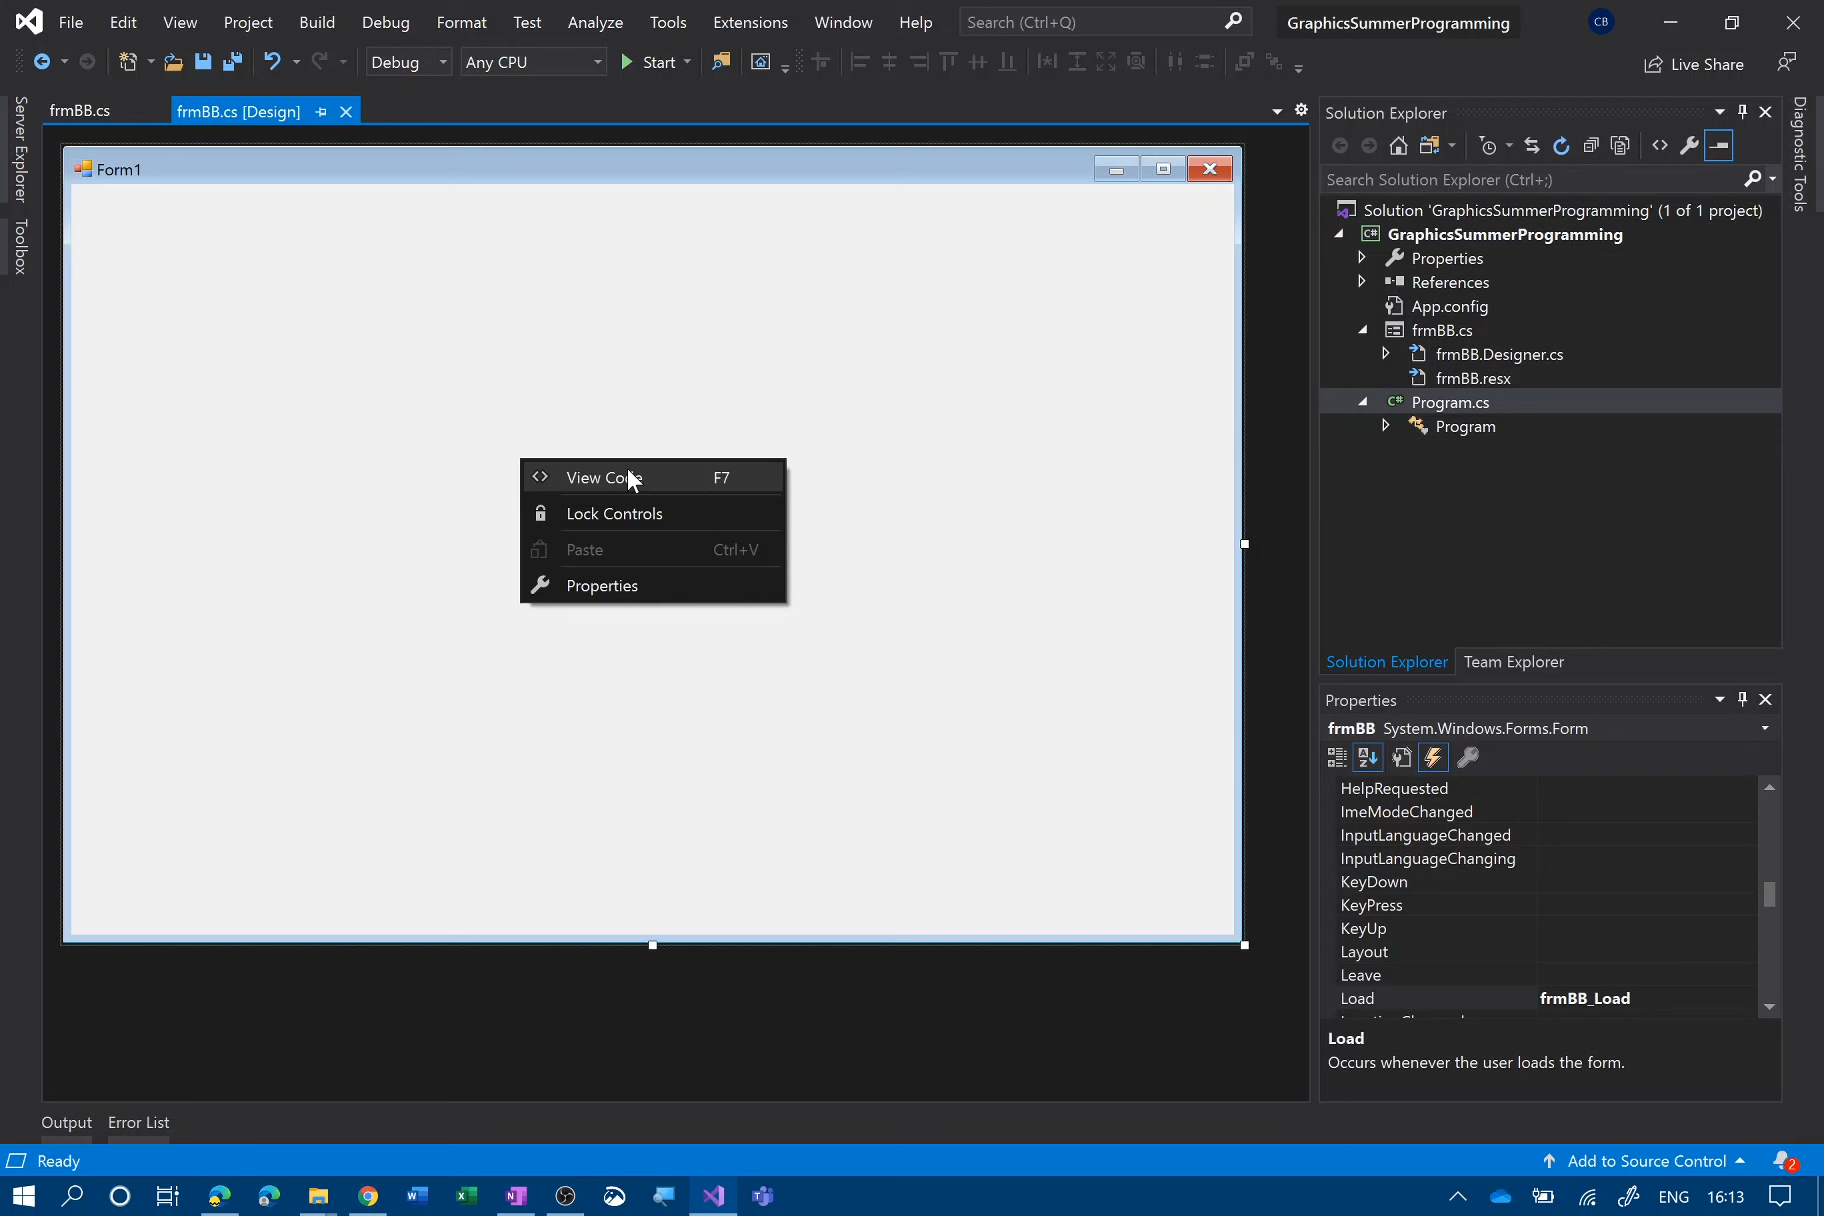 File Edit View Project Build Debug Format Test Analyze Tools Extensions Window Help Search (Ctrl+Q) GraphicsSummerProgramming CB
Debug Any CPU Start Live Share
frmBB.cs frmBB.cs [Design]
Server Explorer
Toolbox
Form1
View Code F7
Lock Controls
Paste Ctrl+V
Properties
Solution Explorer
Search Solution Explorer (Ctrl+;)
Solution 'GraphicsSummerProgramming' (1 of 1 project)
C# GraphicsSummerProgramming
Properties
References
App.config
frmBB.cs
frmBB.Designer.cs
frmBB.resx
C# Program.cs
Program
Solution Explorer Team Explorer
Properties
frmBB System.Windows.Forms.Form
HelpRequested
ImeModeChanged
InputLanguageChanged
InputLanguageChanging
KeyDown
KeyPress
KeyUp
Layout
Leave
Load frmBB_Load
Load
Occurs whenever the user loads the form.
Diagnostic Tools
Output Error List
Ready Add to Source Control 2
ENG 16:13